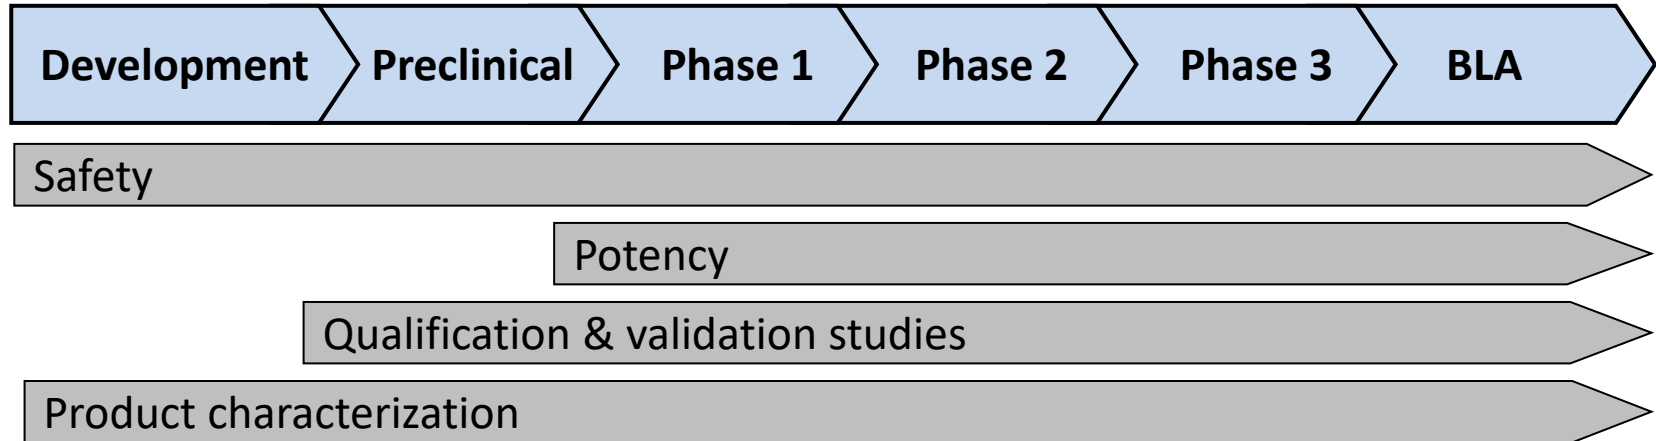 Development Preclinical Phase 1 Phase 2 Phase 3 BLA
Safety
Potency
Qualification & validation studies
Product characterization